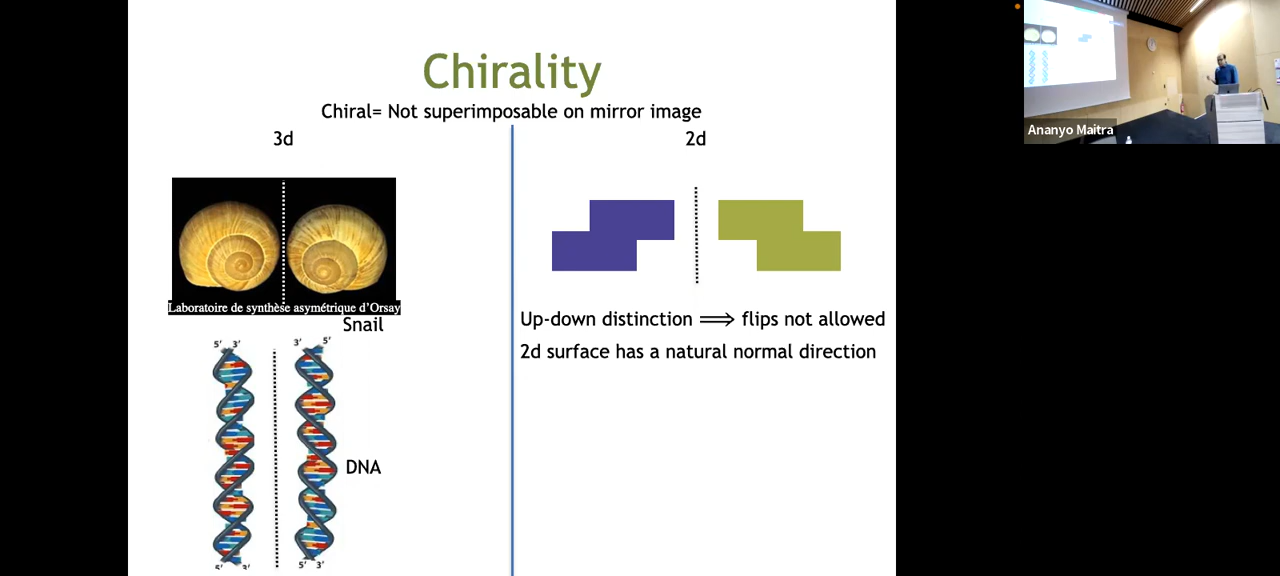 Chirality
Chiral= Not superimposable on mirror image
3d
2d
Laboratoire de synthèse asymétrique d'Orsay
Snail
5' 3'
3' 5'
DNA
5' 3'
5' 3'
Up-down distinction ⟹ flips not allowed
2d surface has a natural normal direction
Ananyo Maitra